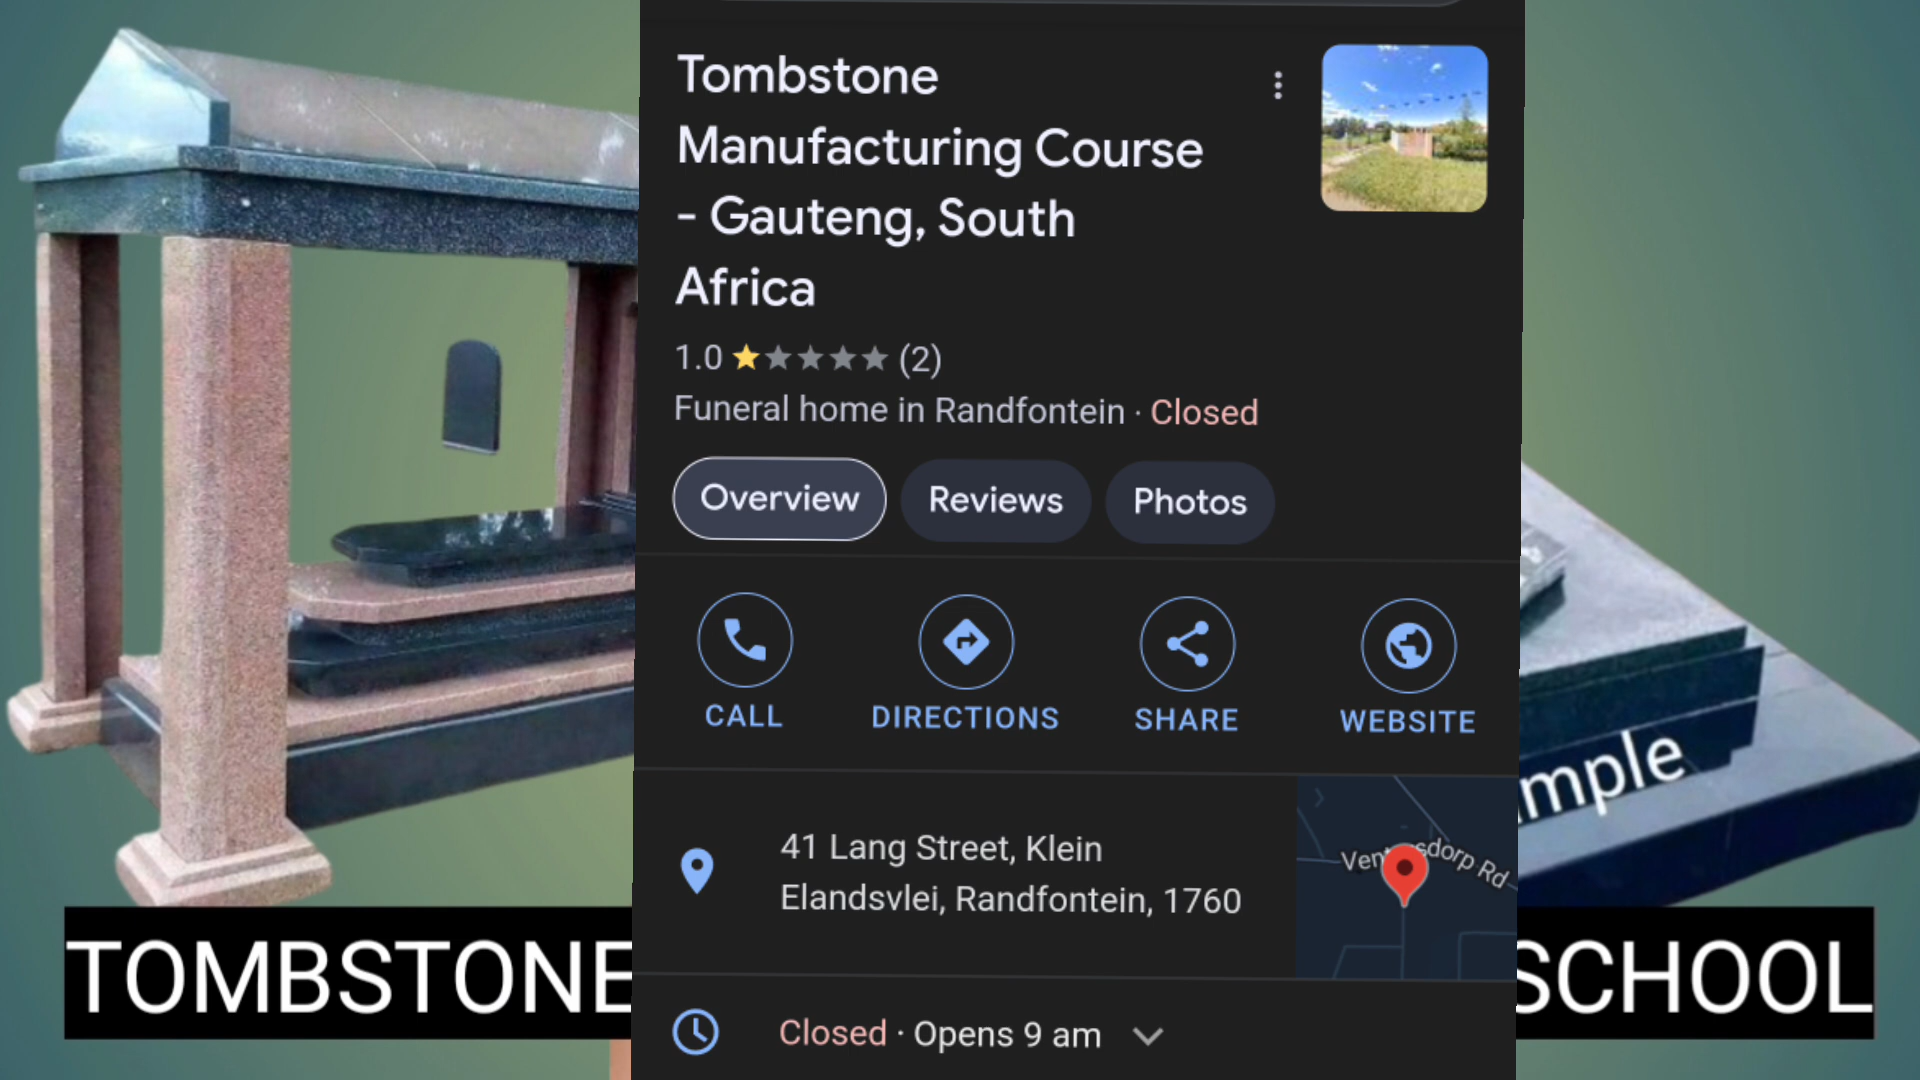 Tombstone
Manufacturing Course
- Gauteng, South
Africa
1.0 (2)
Funeral home in Randfontein · Closed
Overview Reviews Photos
CALL DIRECTIONS SHARE WEBSITE
41 Lang Street, Klein
Elandsvlei, Randfontein, 1760
Rd
Closed · Opens 9 am
TOMBSTONE SCHOOL